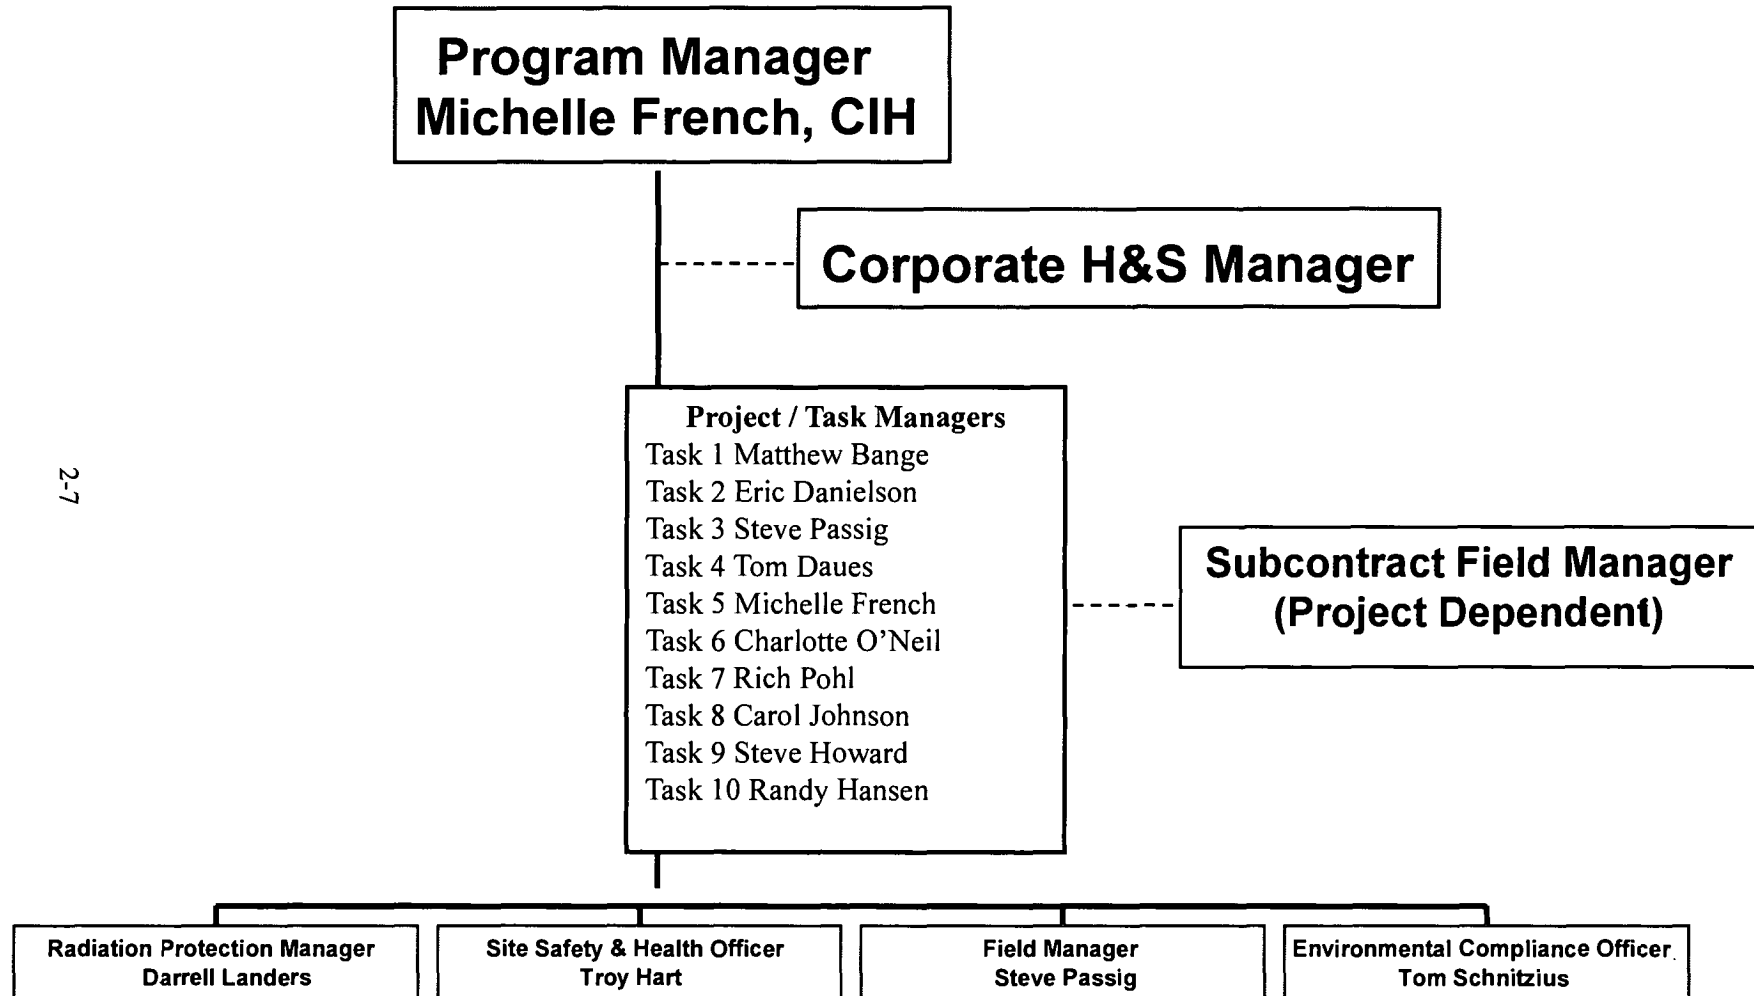 Program Manager
Michelle French, CIH
Corporate H&S Manager
Project / Task Managers
Task 1 Matthew Bange
Task 2 Eric Danielson
Task 3 Steve Passig
Task 4 Tom Daues
Task 5 Michelle French
Task 6 Charlotte O'Neil
Task 7 Rich Pohl
Task 8 Carol Johnson
Task 9 Steve Howard
Task 10 Randy Hansen
2-7
Subcontract Field Manager
(Project Dependent)
Radiation Protection Manager
Darrell Landers
Site Safety & Health Officer
Troy Hart
Field Manager
Steve Passig
Environmental Compliance Officer
Tom Schnitzius